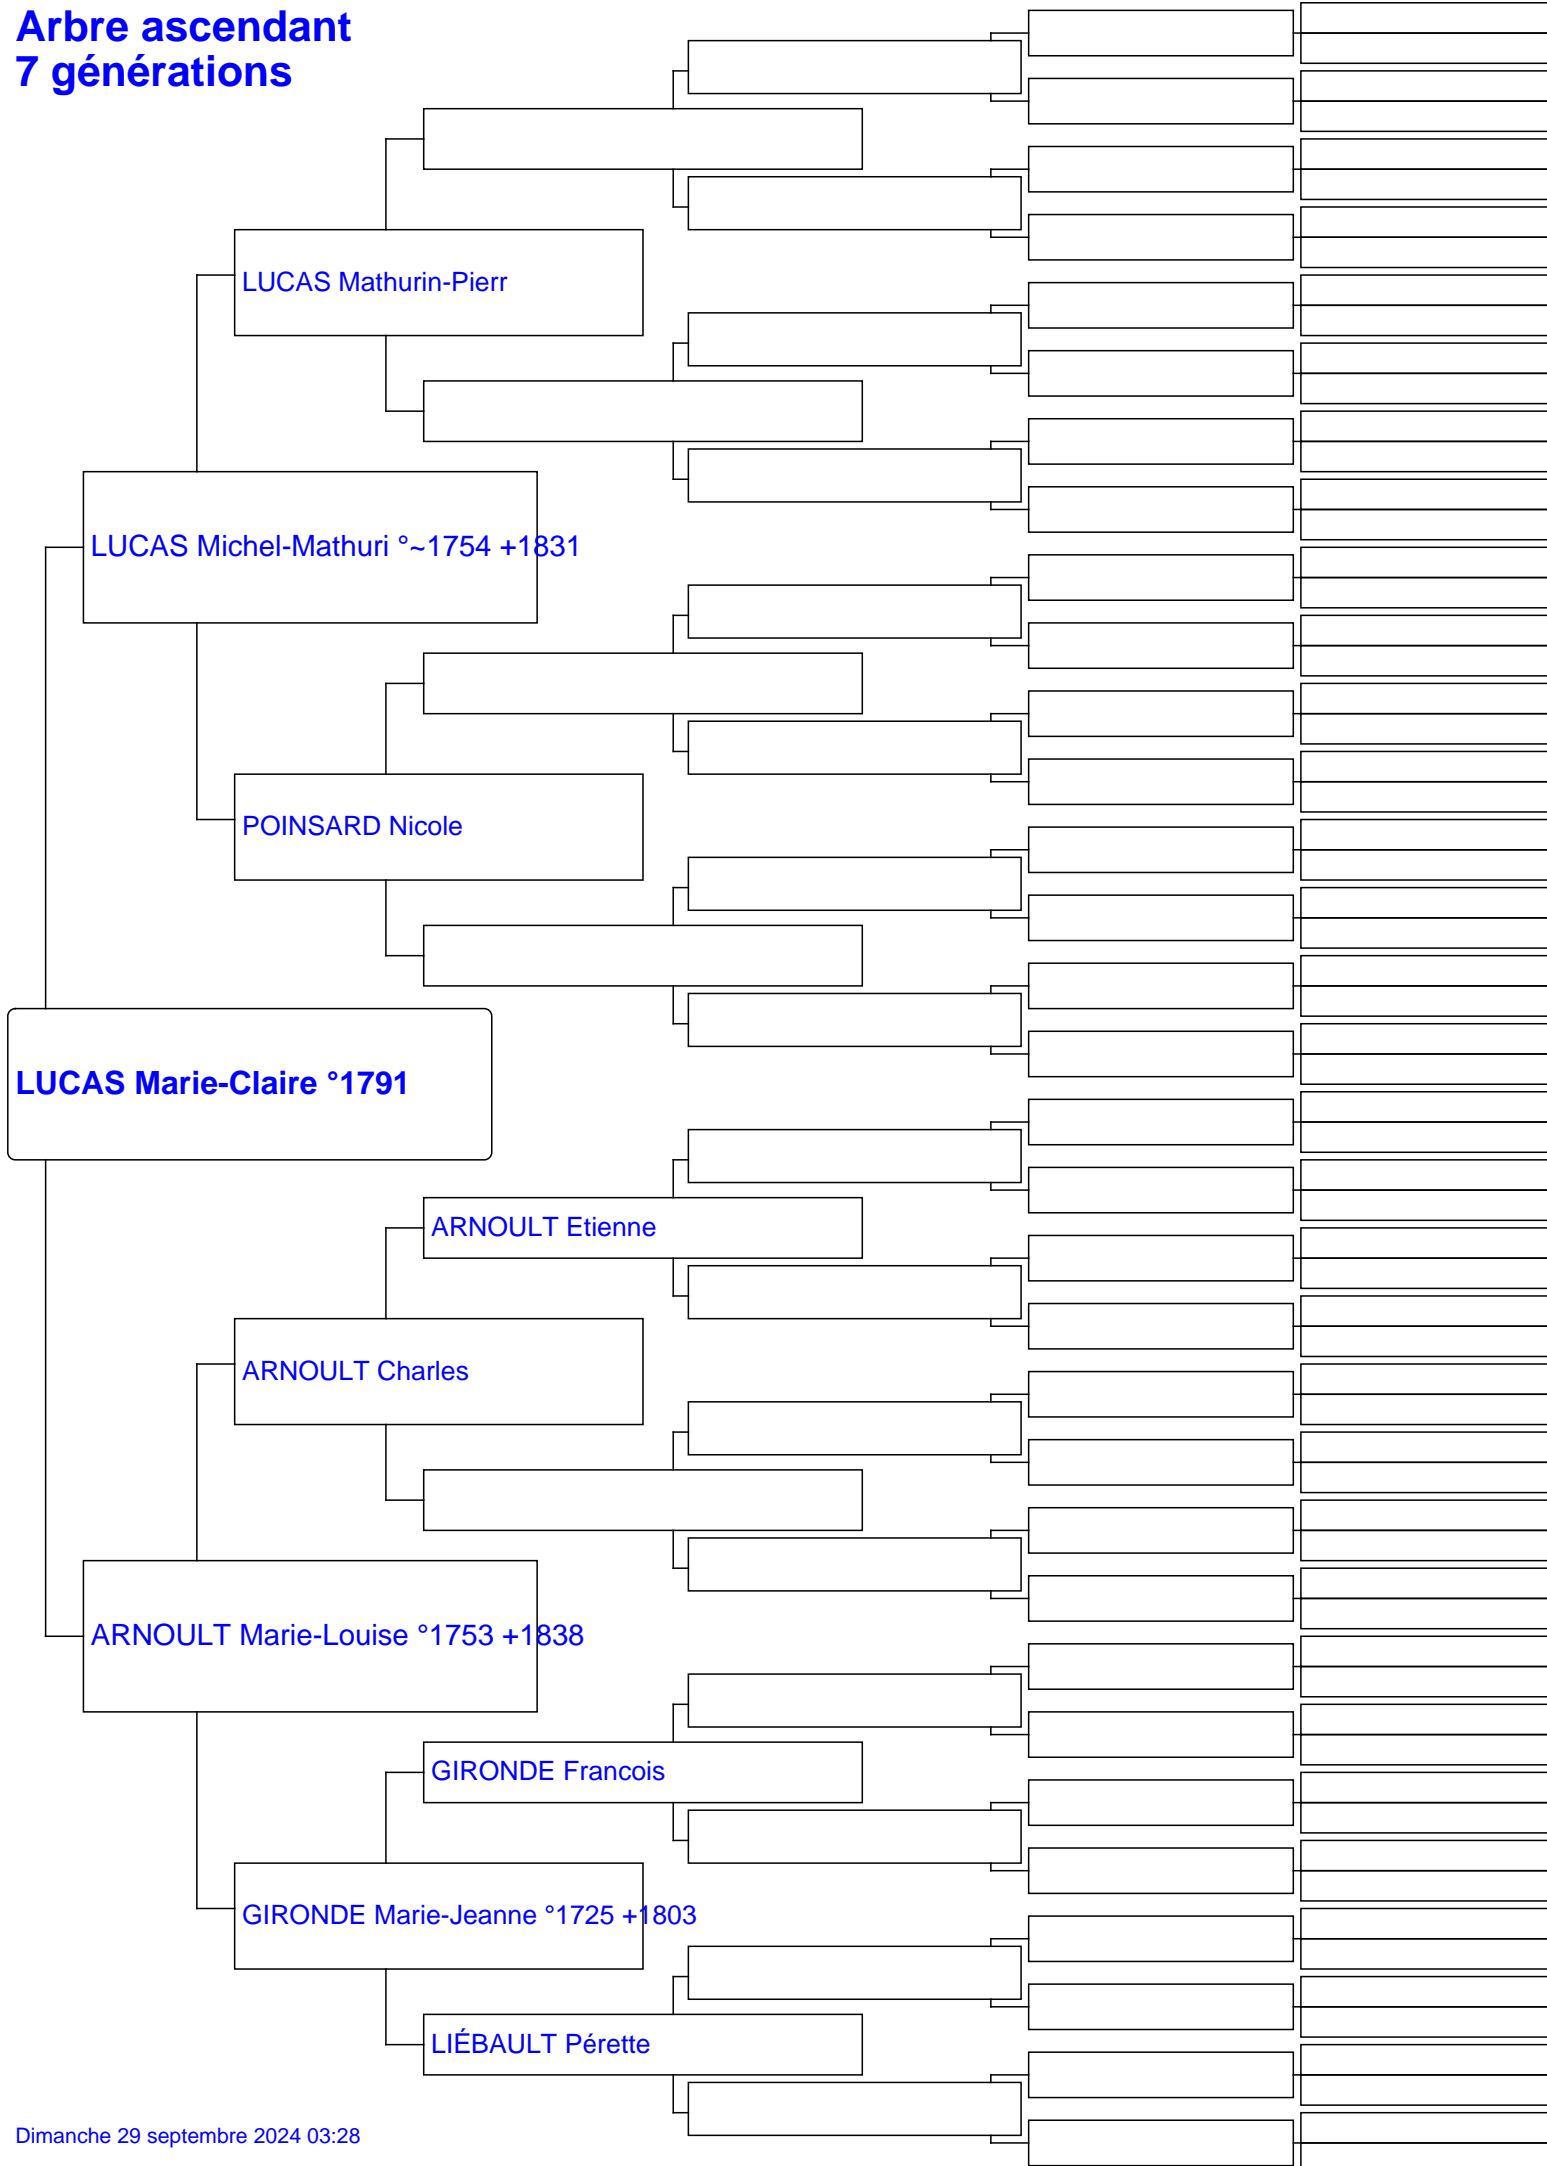 Arbre ascendant
7 générations
LUCAS Mathurin-Pierr
LUCAS Michel-Mathuri °~1754 +1831
POINSARD Nicole
LUCAS Marie-Claire °1791
ARNOULT Etienne
ARNOULT Charles
ARNOULT Marie-Louise °1753 +1838
GIRONDE Francois
GIRONDE Marie-Jeanne °1725 +1803
LIÉBAULT Pérette
Dimanche 29 septembre 2024 03:28